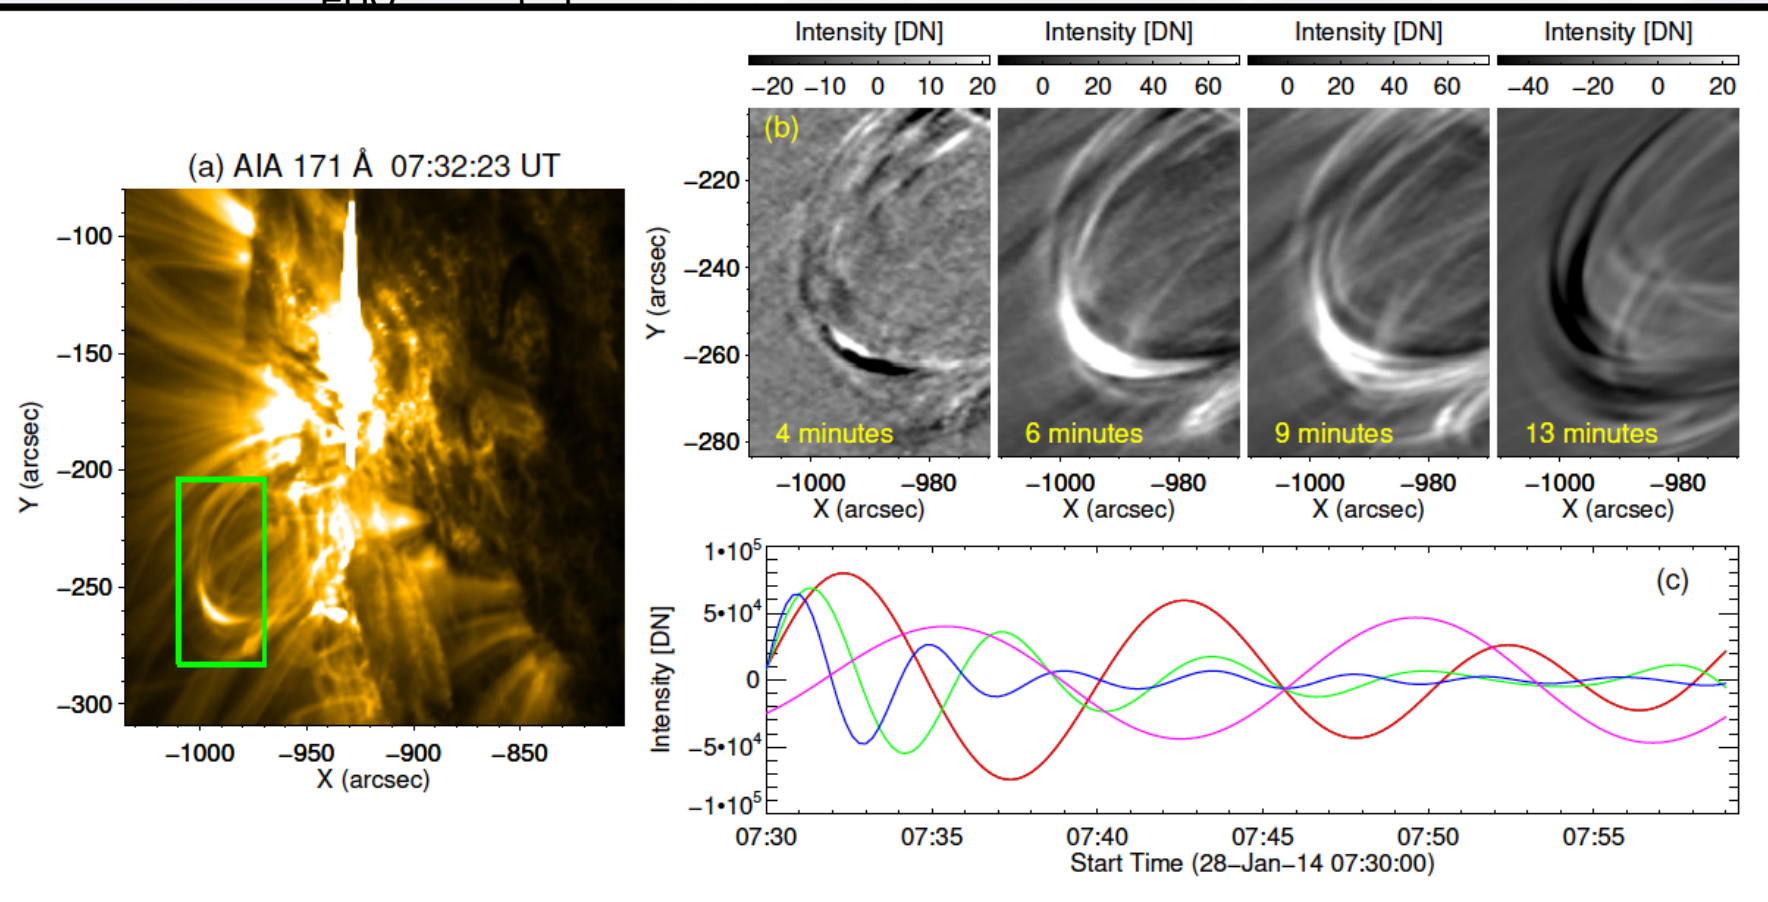 (a) AIA 171 Å 07:32:23 UT
Y (arcsec)
−100
−150
−200
−250
−300
−1000 −950 −900 −850
X (arcsec)
Intensity [DN] Intensity [DN] Intensity [DN] Intensity [DN]
−20 −10 0 10 20 0 20 40 60 0 20 40 60 −40 −20 0 20
(b)
Y (arcsec)
−220
−240
−260
−280
4 minutes 6 minutes 9 minutes 13 minutes
−1000 −980 −1000 −980 −1000 −980 −1000 −980
X (arcsec) X (arcsec) X (arcsec) X (arcsec)
(c)
Intensity [DN]
1•10⁵
5•10⁴
0
−5•10⁴
−1•10⁵
07:30 07:35 07:40 07:45 07:50 07:55
Start Time (28−Jan−14 07:30:00)